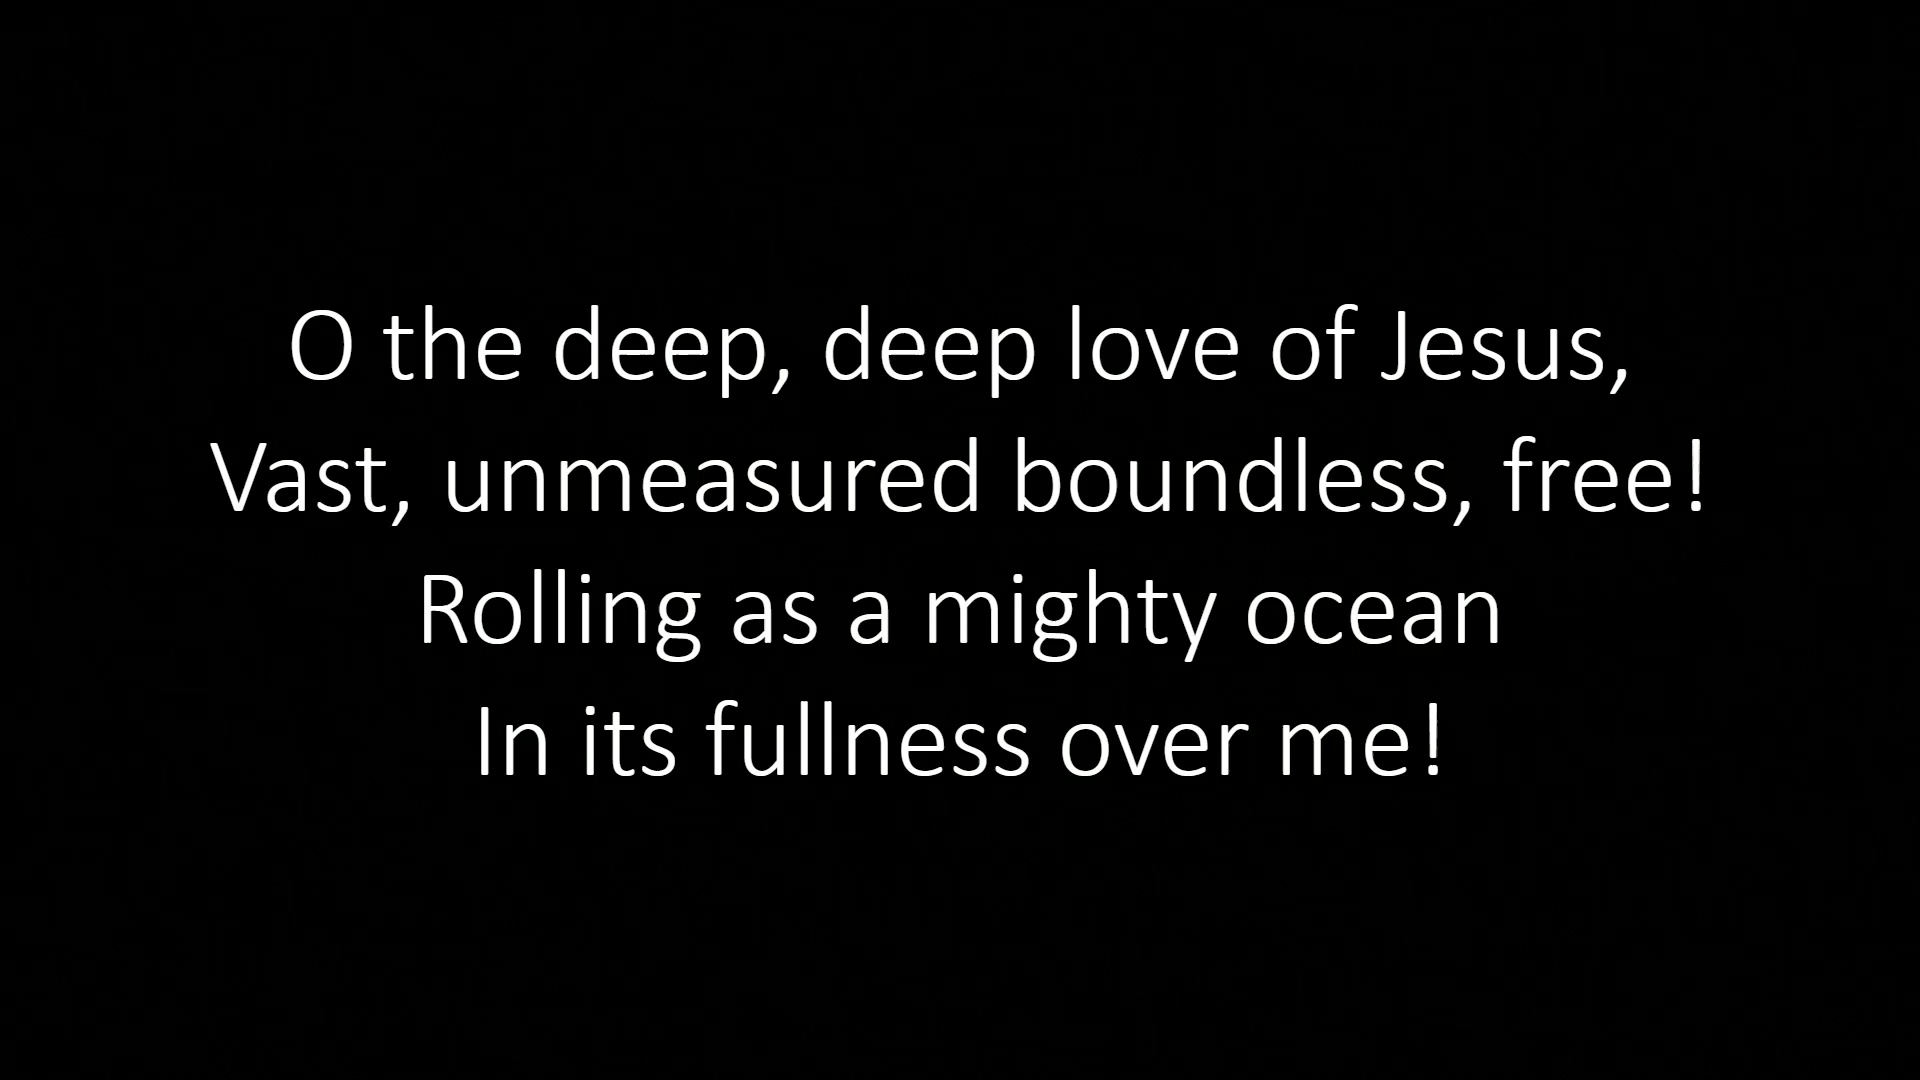 O the deep, deep love of Jesus,
Vast, unmeasured boundless, free!
Rolling as a mighty ocean
In its fullness over me!